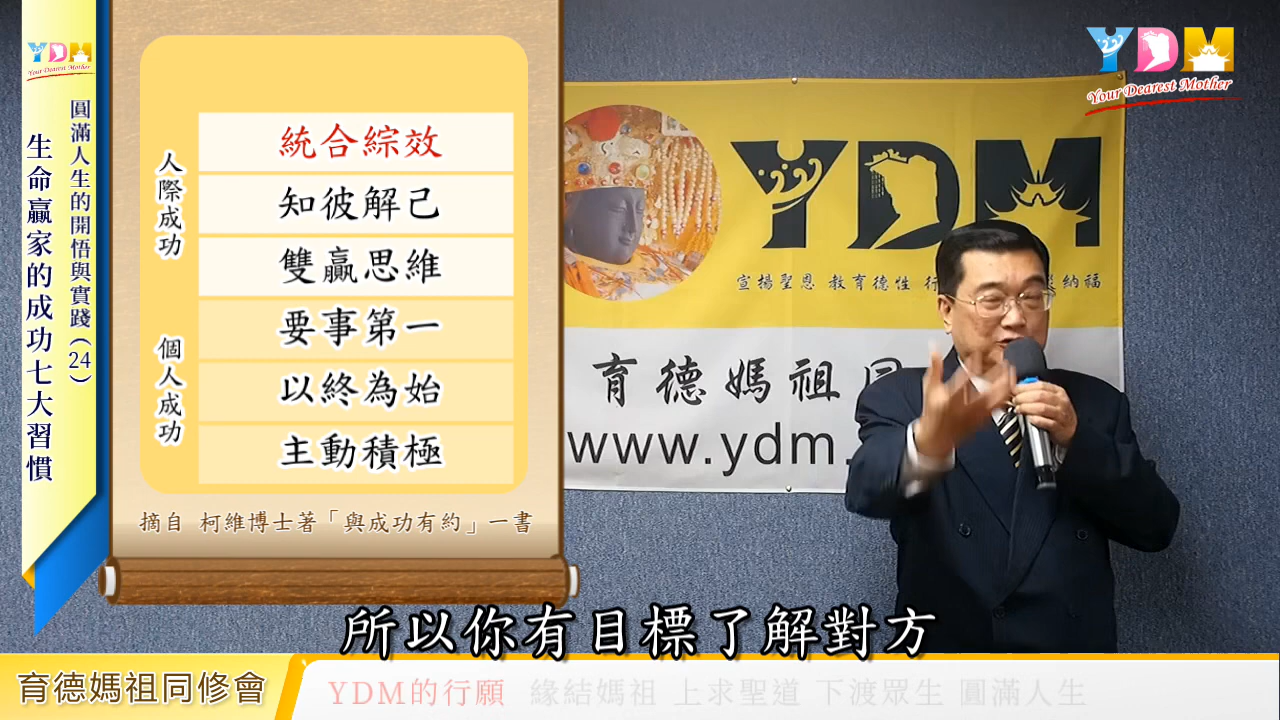 YDM
Your Dearest Mother
圓滿人生的開悟與實踐（24）
生命贏家的成功七大習慣
人際成功
個人成功
統合綜效
知彼解己
雙贏思維
要事第一
以終為始
主動積極
摘自 柯維博士著「與成功有約」一書
YDM
Your Dearest Mother
YDM
宣揚聖恩 教育德性 行
納福
育德媽祖同
www.ydm.
所以你有目標了解對方
育德媽祖同修會
YDM的行願 緣結媽祖 上求聖道 下渡眾生 圓滿人生